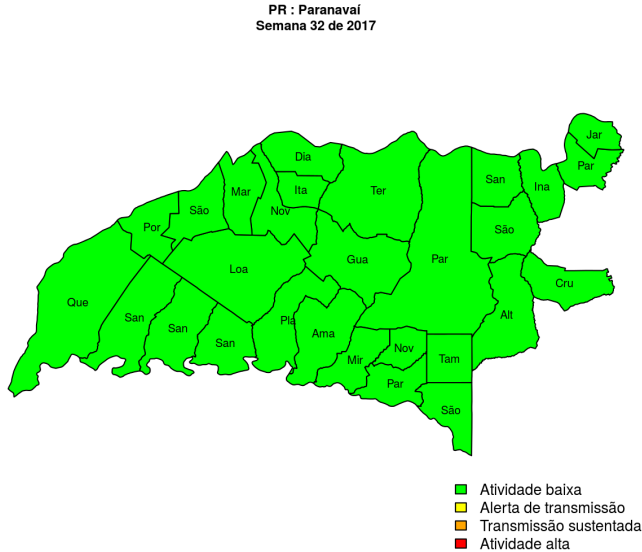 PR : Paranavaí
Semana 32 de 2017
Jar
Dia
Par
Ita
Mar
Ter
San
Ina
São
Nov
Por
São
Loa
Gua
Par
Cru
Que
San
San
San
Pla
Ama
Alt
Mir
Nov
Tam
Par
São
Atividade baixa
Alerta de transmissão
Transmissão sustentada
Atividade alta